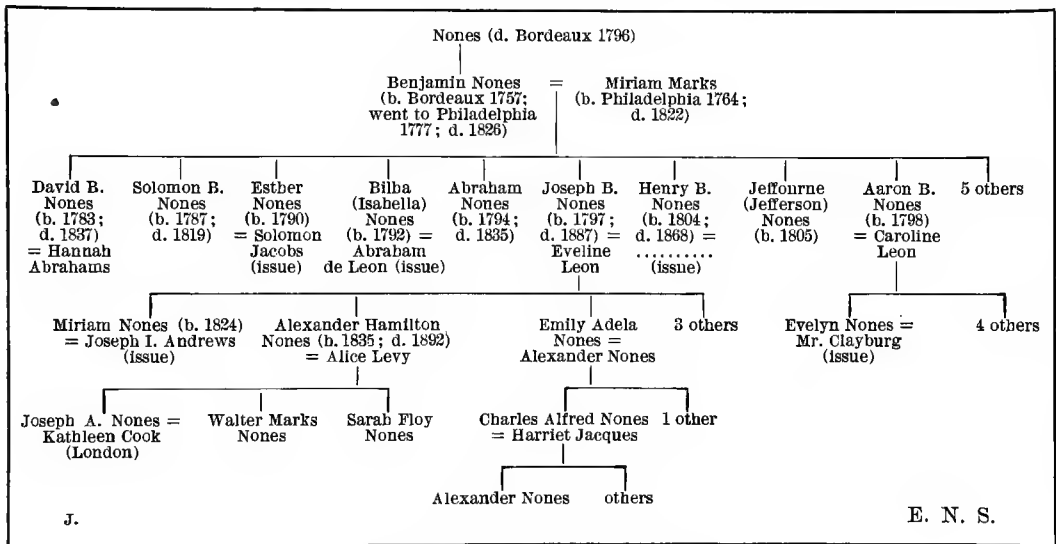 Nones (d. Bordeaux 1796)
Benjamin Nones = Miriam Marks
(b. Bordeaux 1757; (b. Philadelphia 1764;
went to Philadelphia d. 1822)
1777; d. 1826)
David B. Solomon B. Esther Bilba Abraham Joseph B. Henry B. Jeffourne Aaron B. 5 others
Nones Nones Nones (Isabella) Nones Nones Nones (Jefferson) Nones
(b. 1783; (b. 1787; (b. 1790) Nones (b. 1794; (b. 1797; (b. 1804; Nones (b. 1798)
d. 1837) d. 1819) = Solomon (b. 1792) = d. 1835) d. 1887) = d. 1868) = (b. 1805) = Caroline
= Hannah Jacobs Abraham Eveline .......... Leon
Abrahams (issue) de Leon (issue) Leon (issue)
Miriam Nones (b. 1824) Alexander Hamilton Emily Adela 3 others Evelyn Nones = 4 others
= Joseph I. Andrews Nones (b. 1835; d. 1892) Nones = Mr. Clayburg
(issue) = Alice Levy Alexander Nones (issue)
Joseph A. Nones = Walter Marks Sarah Floy Charles Alfred Nones 1 other
Kathleen Cook Nones Nones = Harriet Jacques
(London)
Alexander Nones others
J. E. N. S.